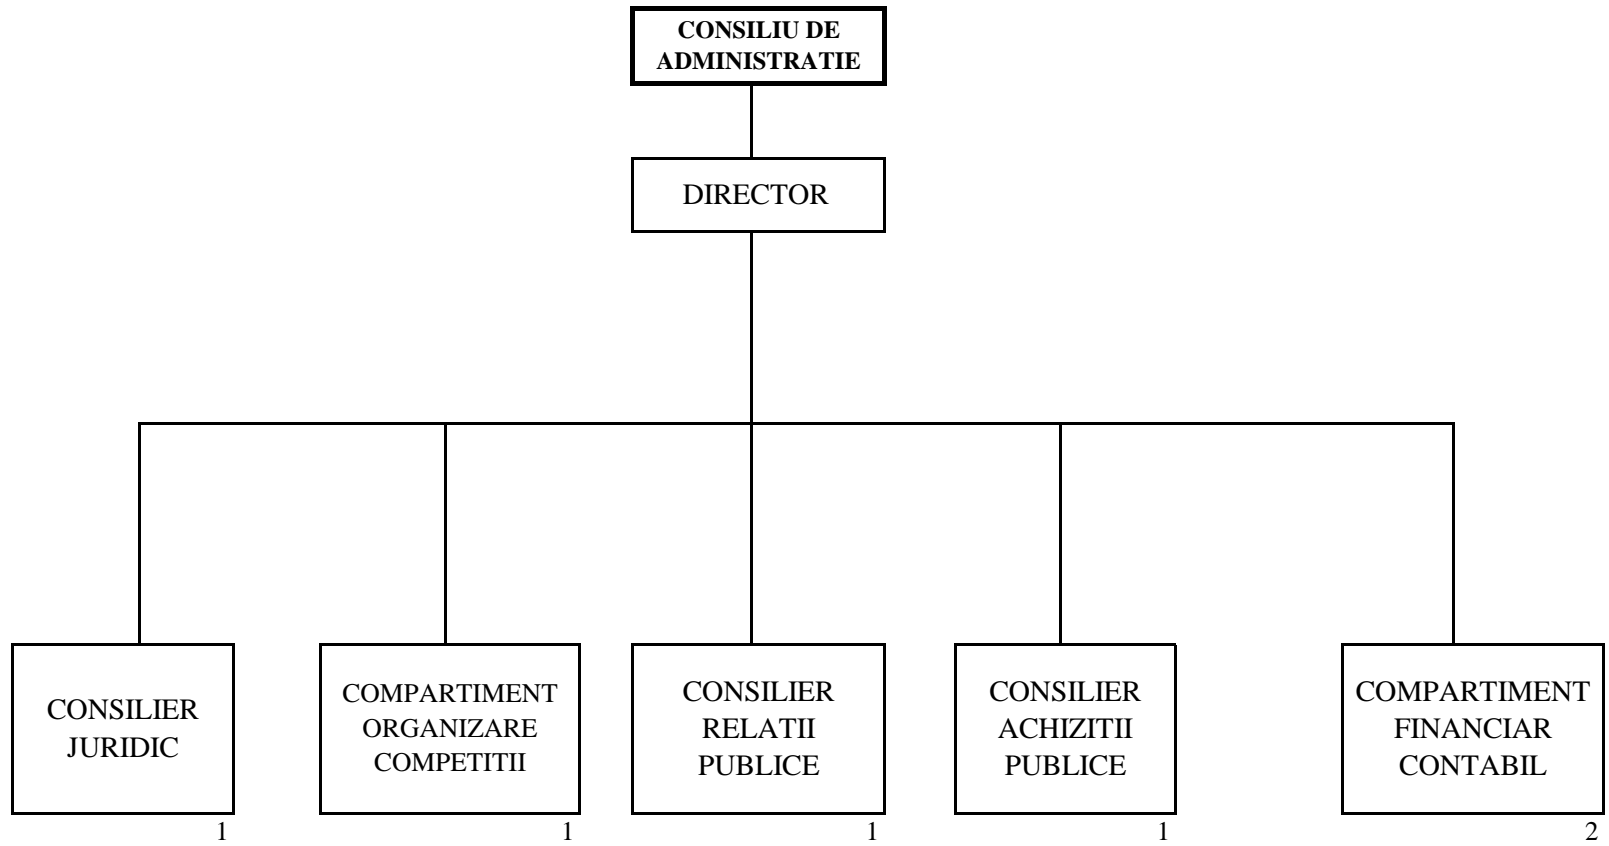 CONSILIU DE
ADMINISTRATIE
DIRECTOR
CONSILIER
JURIDIC
1
COMPARTIMENT
ORGANIZARE
COMPETITII
1
CONSILIER
RELATII
PUBLICE
1
CONSILIER
ACHIZITII
PUBLICE
1
COMPARTIMENT
FINANCIAR
CONTABIL
2